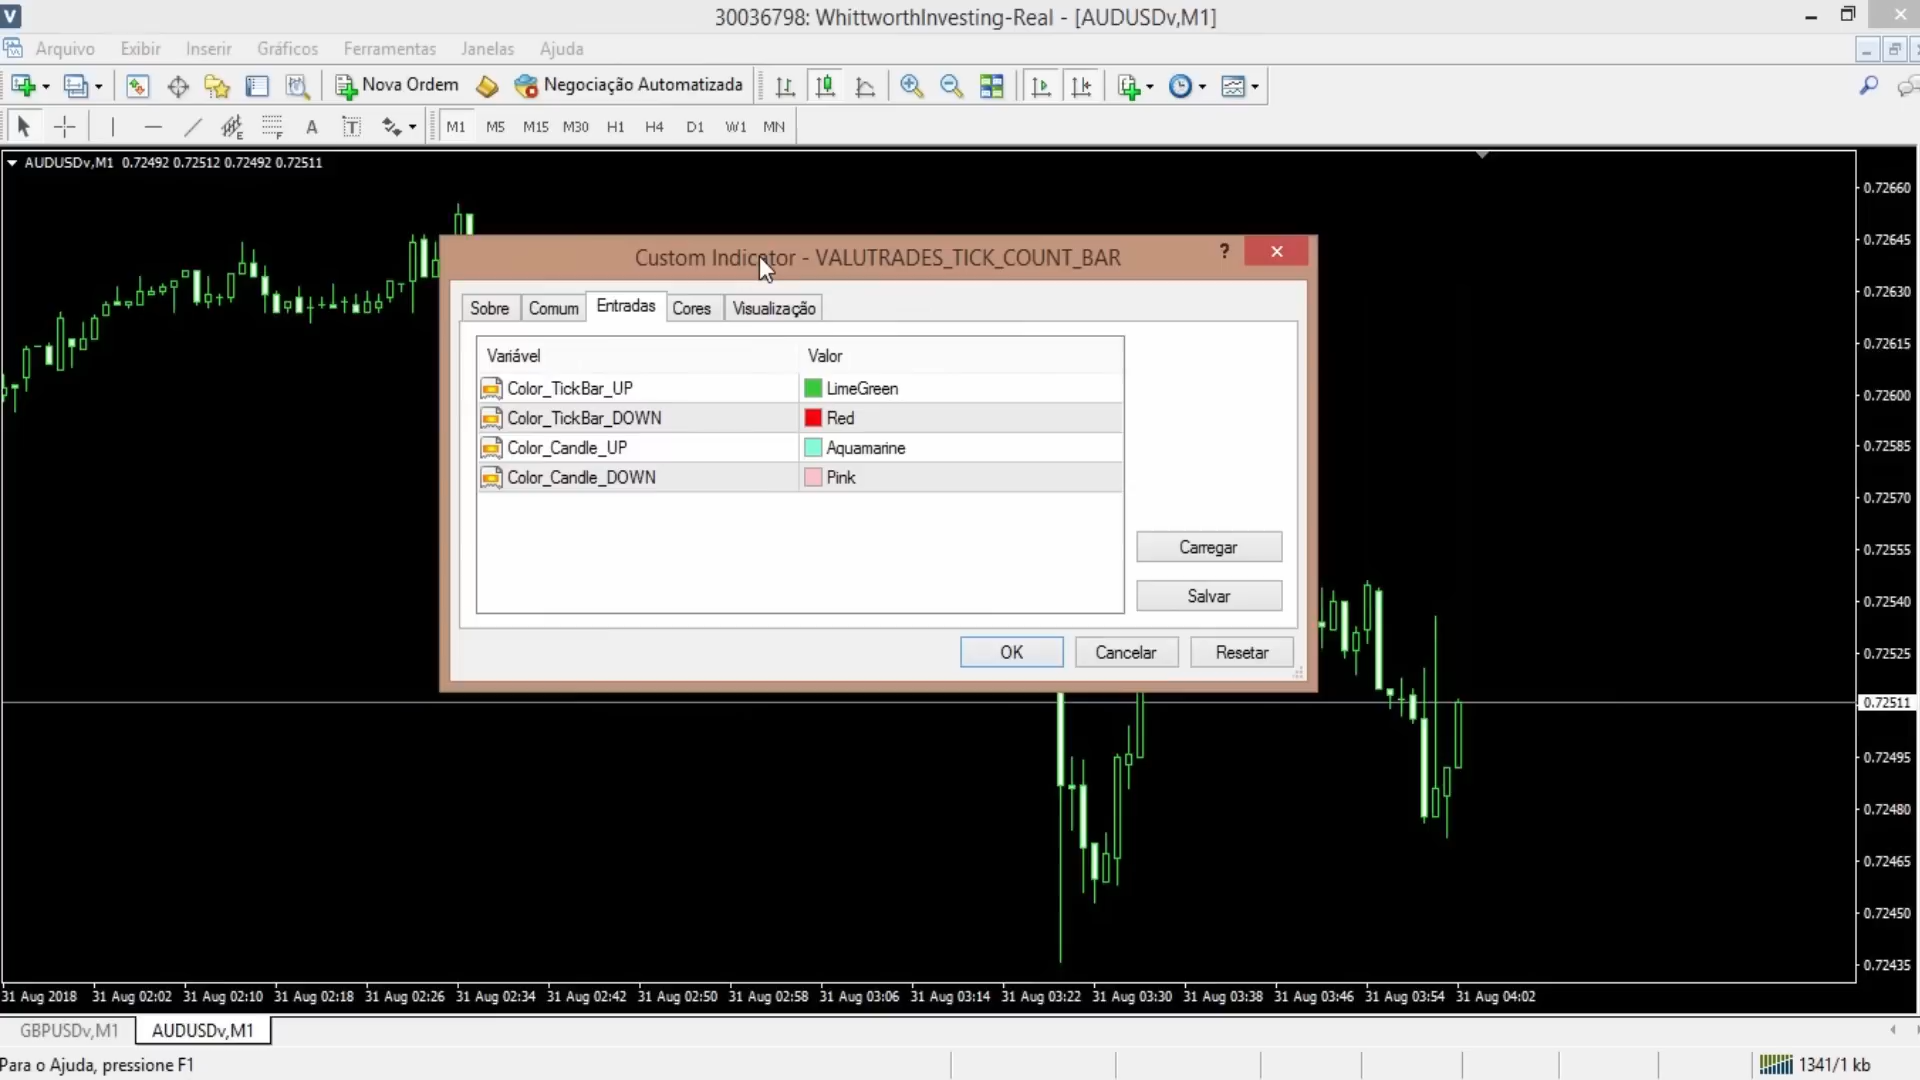 30036798: WhittworthInvesting-Real - [AUDUSDv,M1]
Arquivo Exibir Inserir Gráficos Ferramentas Janelas Ajuda
Nova Ordem Negociação Automatizada
A T M1 M5 M15 M30 H1 H4 D1 W1 MN
AUDUSDv,M1 0.72492 0.72512 0.72492 0.72511
0.72660
0.72645
0.72630
0.72615
0.72600
0.72585
0.72570
0.72555
0.72540
0.72525
0.72511
0.72495
0.72480
0.72465
0.72450
0.72435
Custom Indicator - VALUTRADES_TICK_COUNT_BAR
?
Sobre Comum Entradas Cores Visualização
Variável Valor
Color_TickBar_UP LimeGreen
Color_TickBar_DOWN Red
Color_Candle_UP Aquamarine
Color_Candle_DOWN Pink
Carregar
Salvar
OK Cancelar Resetar
31 Aug 2018 31 Aug 02:02 31 Aug 02:10 31 Aug 02:18 31 Aug 02:26 31 Aug 02:34 31 Aug 02:42 31 Aug 02:50 31 Aug 02:58 31 Aug 03:06 31 Aug 03:14 31 Aug 03:22 31 Aug 03:30 31 Aug 03:38 31 Aug 03:46 31 Aug 03:54 31 Aug 04:02
GBPUSDv,M1 AUDUSDv,M1
Para o Ajuda, pressione F1
1341/1 kb